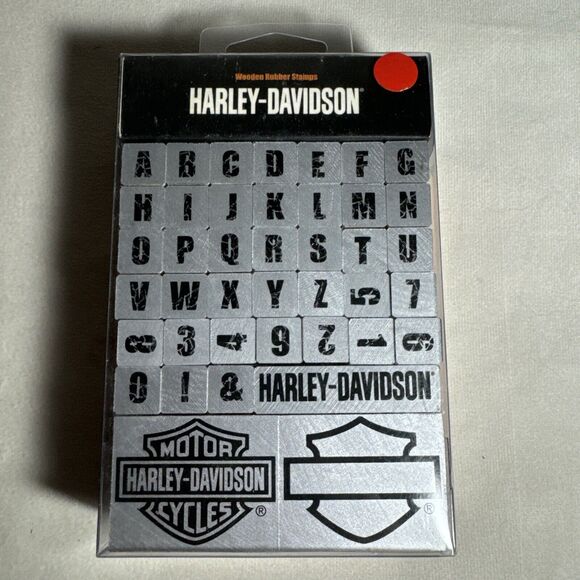 Wooden Rubber Stamps
HARLEY-DAVIDSON®
A B C D E F G
H I J K L M N
O P Q R S T U
V W X Y Z 5 7
8 3 4 6 2 1 8
0 ! & HARLEY-DAVIDSON®
MOTOR
HARLEY-DAVIDSON
CYCLES ®
®